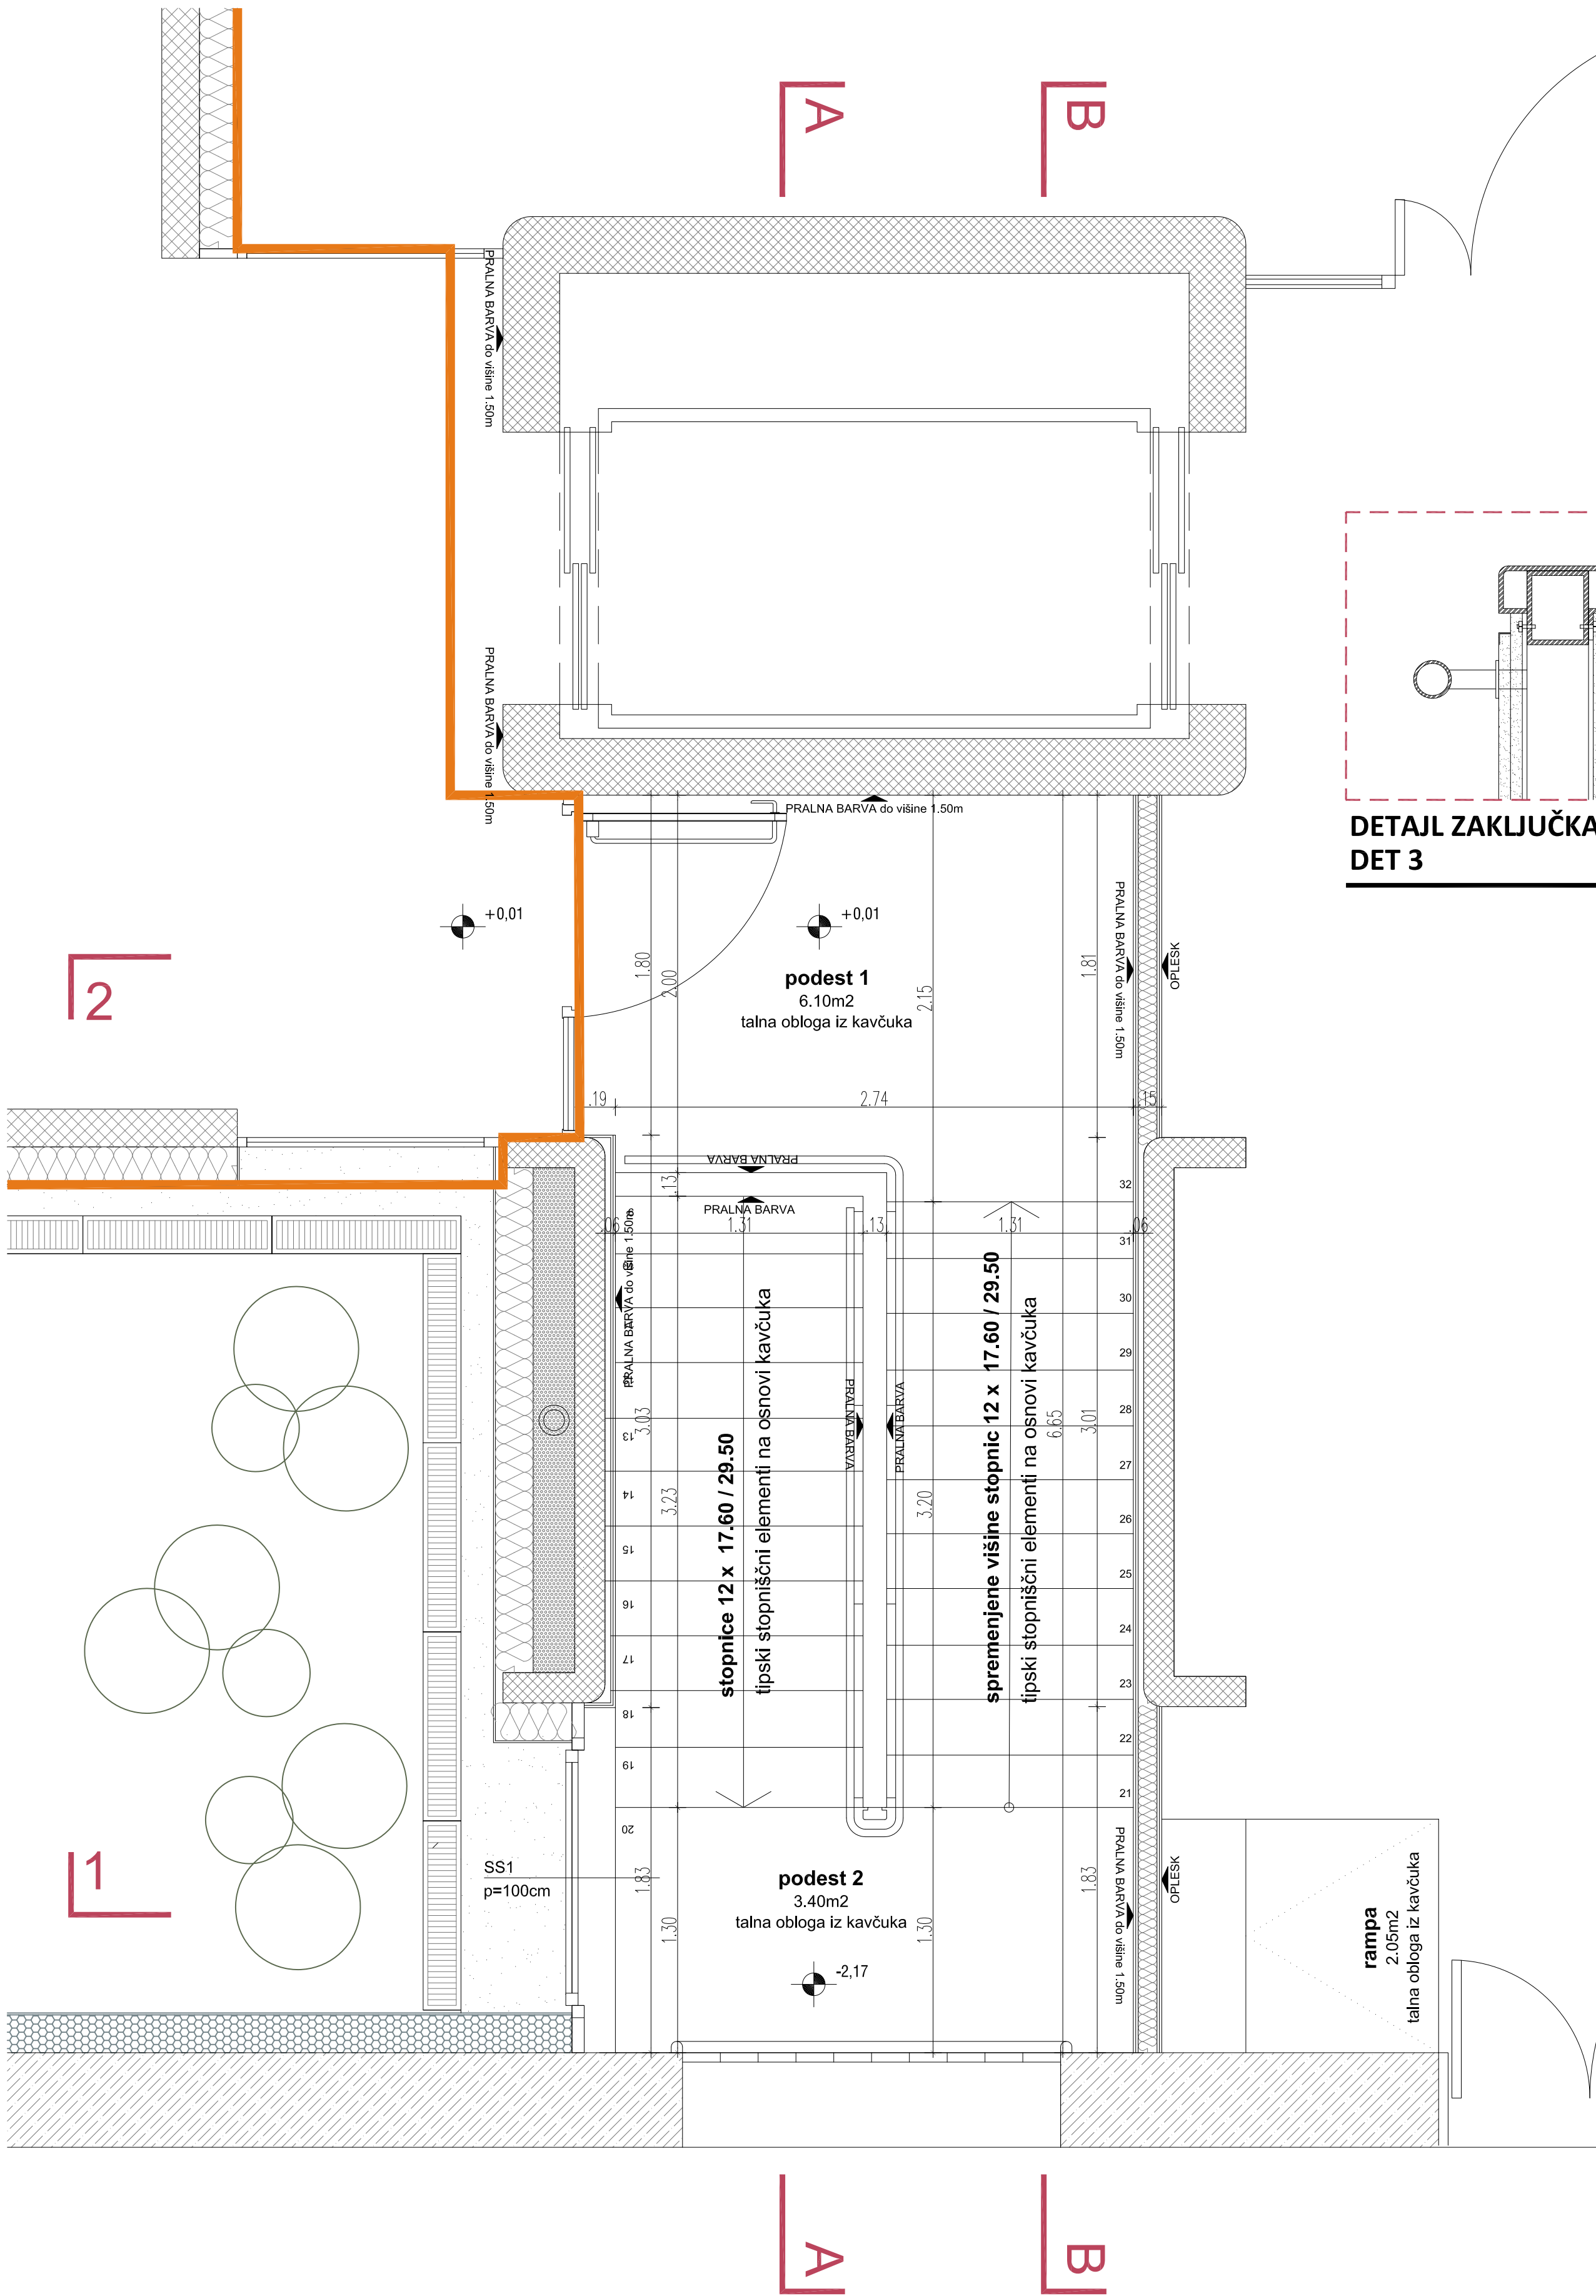 A
B
PRALNA BARVA do višine 1.50m
PRALNA BARVA do višine 1.50m
PRALNA BARVA do višine 1.50m
DETAJL ZAKLJUČKA
DET 3
+0,01
+0,01
podest 1
6.10m2
talna obloga iz kavčuka
1.80
2.00
2.15
1.81
PRALNA BARVA do višine 1.50m
OPLESK
2
.19
2.74
.15
PRALNA BARVA
PRALNA BARVA
.13
.06
1.31
.13
1.31
.06
32
31
30
29
28
27
26
25
24
23
22
21
PRALNA BARVA do višine 1.50m
13
14
15
16
17
18
19
20
3.03
3.23
stopnice 12 x 17.60 / 29.50
tipski stopniščni elementi na osnovi kavčuka
PRALNA BARVA
PRALNA BARVA
3.20
spremenjene višine stopnic 12 x 17.60 / 29.50
tipski stopniščni elementi na osnovi kavčuka
6.65
3.01
1
SS1
p=100cm
1.83
1.30
podest 2
3.40m2
talna obloga iz kavčuka
-2,17
1.30
1.83
PRALNA BARVA do višine 1.50m
OPLESK
rampa
2.05m2
talna obloga iz kavčuka
A
B